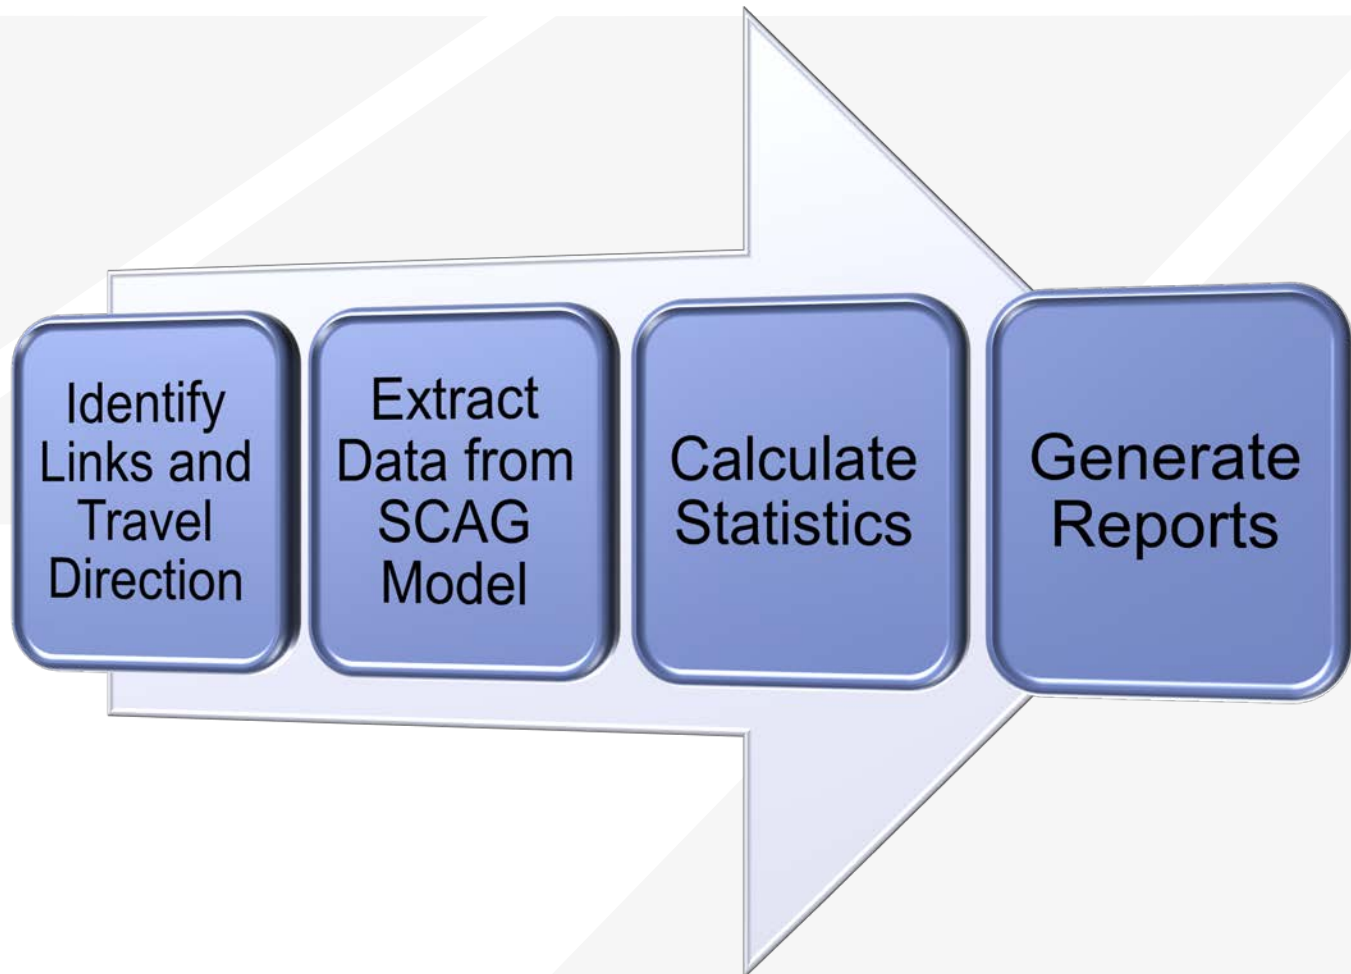 Identify
Links and
Travel
Direction
Extract
Data from
SCAG
Model
Calculate
Statistics
Generate
Reports